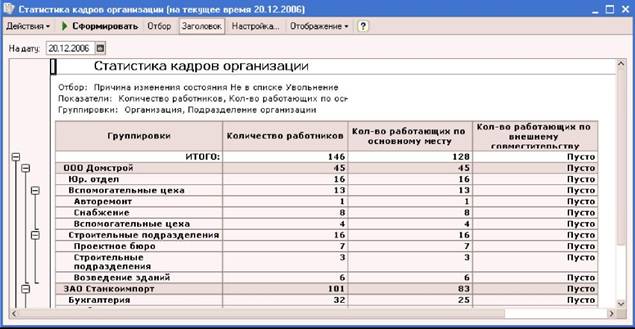 Статистика кадров организации (на текущее время 20.12.2006)
Действия Сформировать Отбор Заголовок Настройка... Отображение ?
На дату: 20.12.2006
Статистика кадров организации
Отбор: Причина изменения состояния Не в списке Увольнение
Показатели: Количество работников, Кол-во работающих по
Группировки: Организация, Подразделение организации
Группировки Количество работников Кол-во работающих по основному месту Кол-во работающих по внешнему совместительству
ИТОГО: 146 128 Пусто
ООО Домстрой 45 45 Пусто
Юр. отдел 16 16 Пусто
Вспомогательные цеха 13 13 Пусто
Авторемонт 1 1 Пусто
Снабжение 8 8 Пусто
Вспомогательные цеха 4 4 Пусто
Строительные подразделения 16 16 Пусто
Проектное бюро 7 7 Пусто
Строительные подразделения 3 3 Пусто
Возведение зданий 6 6 Пусто
ЗАО Станкоимпорт 101 83 Пусто
Бухгалтерия 32 25 Пусто